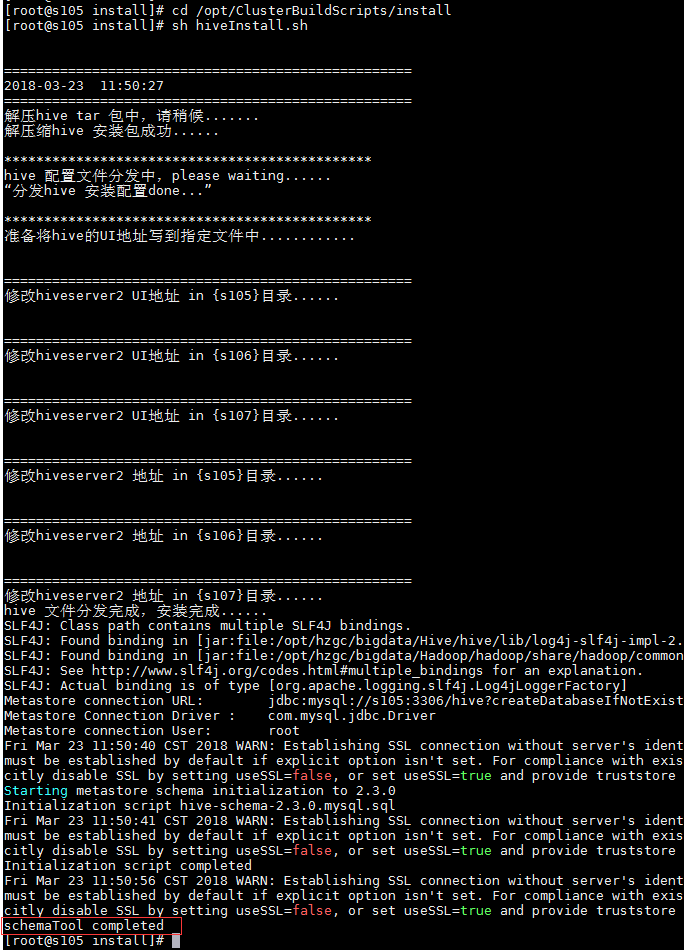 [root@s105 install]# cd /opt/ClusterBuildScripts/install
[root@s105 install]# sh hiveInstall.sh
===================================================
2018-03-23  11:50:27
===================================================
解压hive tar 包中，请稍候.......
解压缩hive 安装包成功......
**********************************************
hive 配置文件分发中，please waiting......
“分发hive 安装配置done...”
**********************************************
准备将hive的UI地址写到指定文件中............
===================================================
修改hiveserver2 UI地址 in {s105}目录......
===================================================
修改hiveserver2 UI地址 in {s106}目录......
===================================================
修改hiveserver2 UI地址 in {s107}目录......
===================================================
修改hiveserver2 地址 in {s105}目录......
===================================================
修改hiveserver2 地址 in {s106}目录......
===================================================
修改hiveserver2 地址 in {s107}目录......
hive 文件分发完成，安装完成......
SLF4J: Class path contains multiple SLF4J bindings.
SLF4J: Found binding in [jar:file:/opt/hzgc/bigdata/Hive/hive/lib/log4j-slf4j-impl-2.
SLF4J: Found binding in [jar:file:/opt/hzgc/bigdata/Hadoop/hadoop/share/hadoop/common
SLF4J: See http://www.slf4j.org/codes.html#multiple_bindings for an explanation.
SLF4J: Actual binding is of type [org.apache.logging.slf4j.Log4jLoggerFactory]
Metastore connection URL:        jdbc:mysql://s105:3306/hive?createDatabaseIfNotExist
Metastore Connection Driver :    com.mysql.jdbc.Driver
Metastore connection User:       root
Fri Mar 23 11:50:40 CST 2018 WARN: Establishing SSL connection without server's ident
must be established by default if explicit option isn't set. For compliance with exis
citly disable SSL by setting useSSL=false, or set useSSL=true and provide truststore
Starting metastore schema initialization to 2.3.0
Initialization script hive-schema-2.3.0.mysql.sql
Fri Mar 23 11:50:41 CST 2018 WARN: Establishing SSL connection without server's ident
must be established by default if explicit option isn't set. For compliance with exis
citly disable SSL by setting useSSL=false, or set useSSL=true and provide truststore
Initialization script completed
Fri Mar 23 11:50:56 CST 2018 WARN: Establishing SSL connection without server's ident
must be established by default if explicit option isn't set. For compliance with exis
citly disable SSL by setting useSSL=false, or set useSSL=true and provide truststore
schemaTool completed
[root@s105 install]#